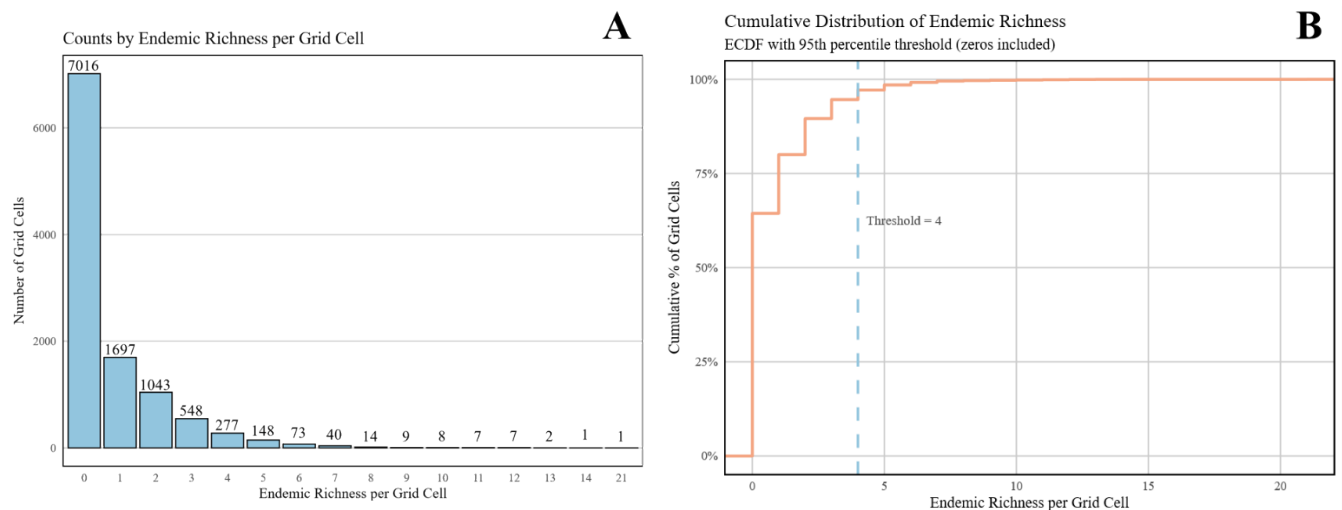 Counts by Endemic Richness per Grid Cell
A
7016
1697
1043
548
277
148
73
40
14
9
8
7
7
2
1
1
6000
4000
2000
0
Number of Grid Cells
0 1 2 3 4 5 6 7 8 9 10 11 12 13 14 21
Endemic Richness per Grid Cell
Cumulative Distribution of Endemic Richness
B
ECDF with 95th percentile threshold (zeros included)
100%
75%
50%
25%
0%
Cumulative % of Grid Cells
Threshold = 4
0 5 10 15 20
Endemic Richness per Grid Cell